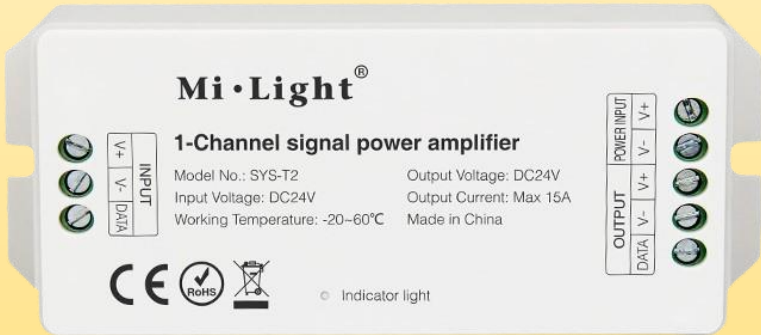 Mi•Light®
1-Channel signal power amplifier
Model No.: SYS-T2
Output Voltage: DC24V
Input Voltage: DC24V
Output Current: Max 15A
Working Temperature: -20~60℃
Made in China
V+
V-
DATA
INPUT
POWER INPUT
V+
V-
OUTPUT
V+
V-
DATA
CE
RoHS
Indicator light